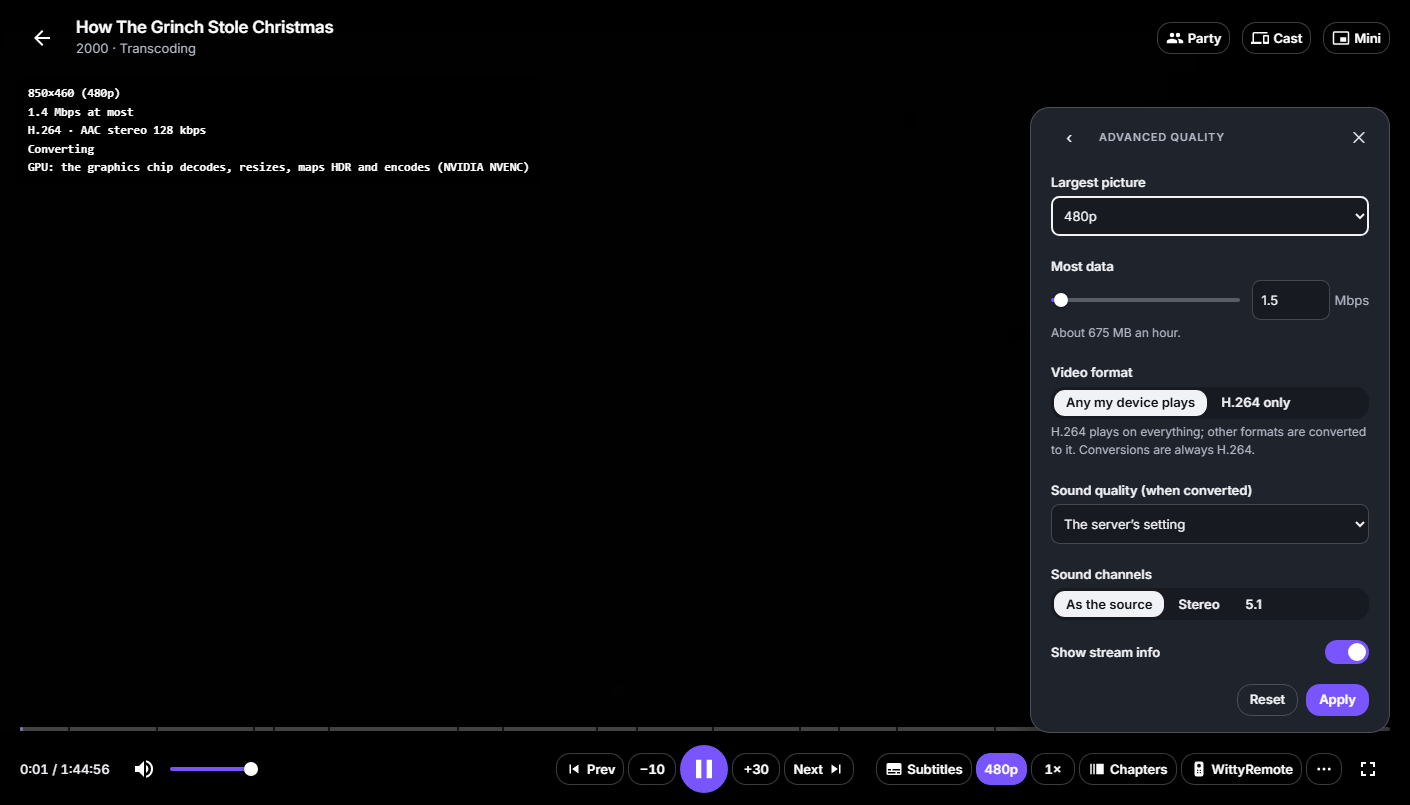 How The Grinch Stole Christmas
2000 · Transcoding
Party
Cast
Mini
850×460 (480p)
1.4 Mbps at most
H.264 · AAC stereo 128 kbps
Converting
GPU: the graphics chip decodes, resizes, maps HDR and encodes (NVIDIA NVENC)
ADVANCED QUALITY
Largest picture
480p
Most data
1.5 Mbps
About 675 MB an hour.
Video format
Any my device plays H.264 only
H.264 plays on everything; other formats are converted
to it. Conversions are always H.264.
Sound quality (when converted)
The server’s setting
Sound channels
As the source Stereo 5.1
Show stream info
Reset Apply
0:01 / 1:44:56
Prev
−10
+30
Next
Subtitles
480p
1×
Chapters
WittyRemote